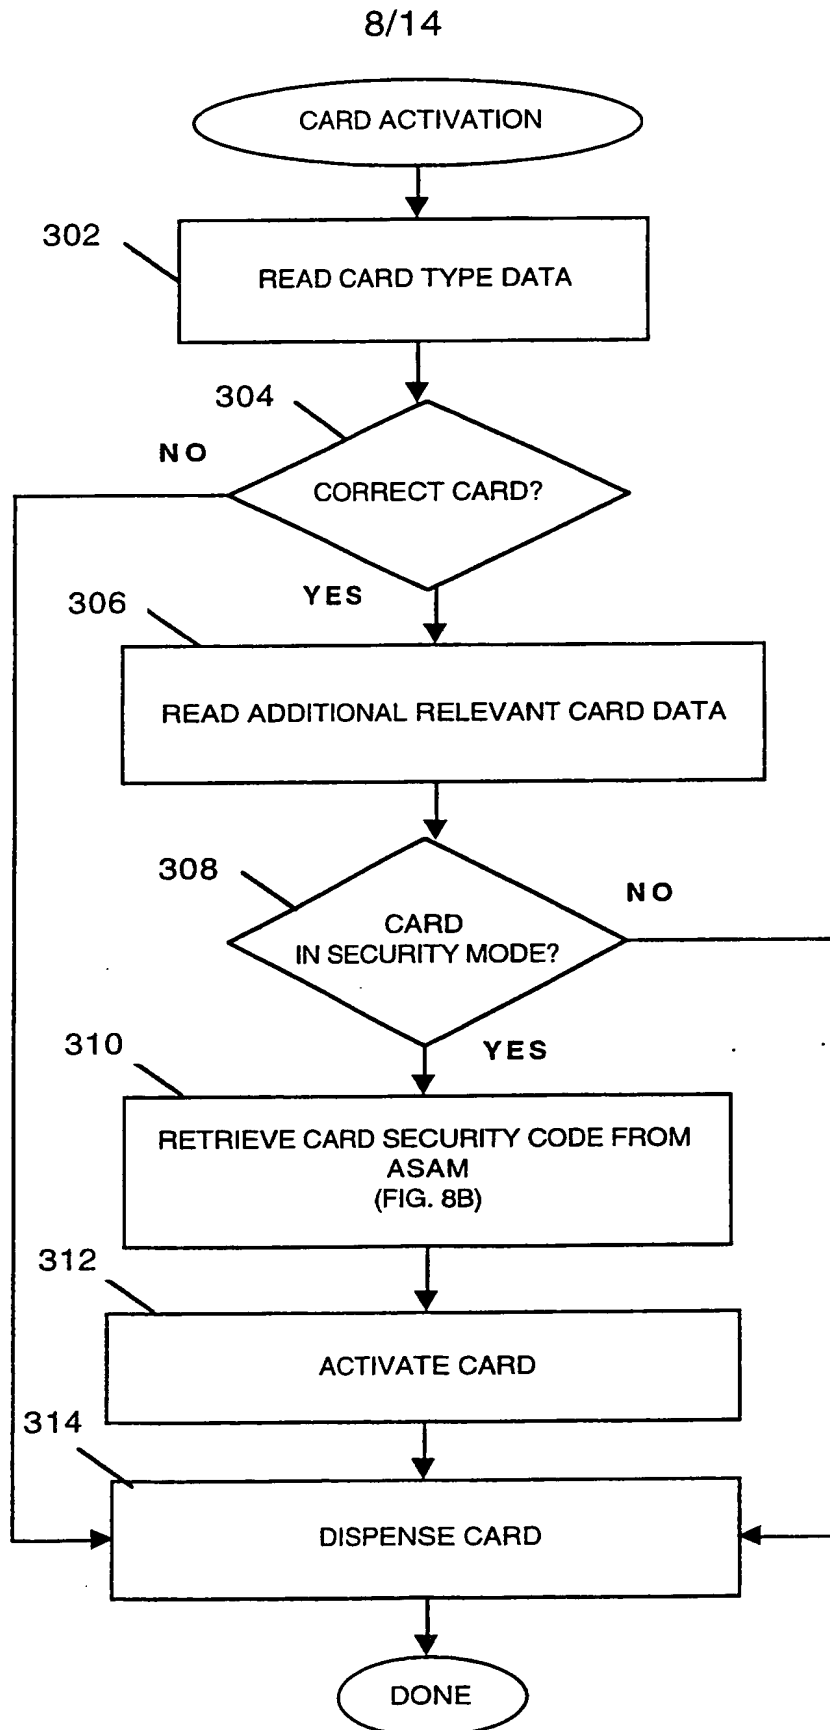 8/14
CARD ACTIVATION
302
READ CARD TYPE DATA
304
NO
CORRECT CARD?
YES
306
READ ADDITIONAL RELEVANT CARD DATA
308
NO
CARD
IN SECURITY MODE?
310
YES
RETRIEVE CARD SECURITY CODE FROM
ASAM
(FIG. 8B)
312
ACTIVATE CARD
314
DISPENSE CARD
DONE